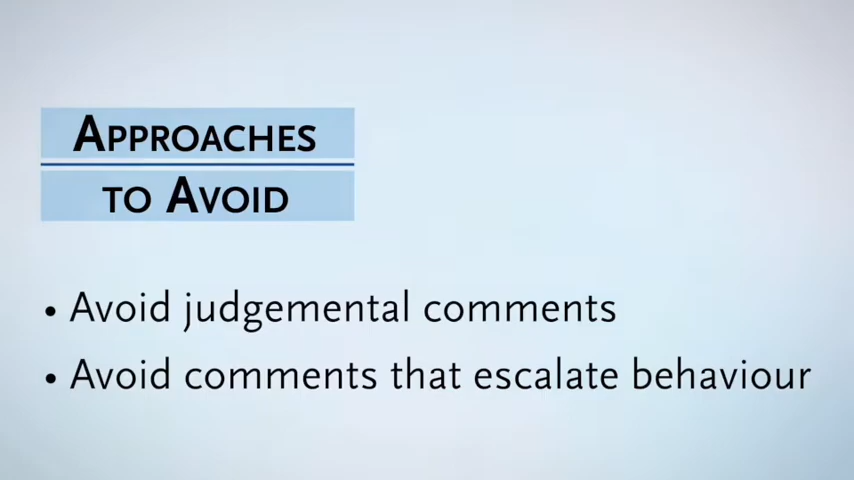 Approaches
to Avoid
• Avoid judgemental comments
• Avoid comments that escalate behaviour